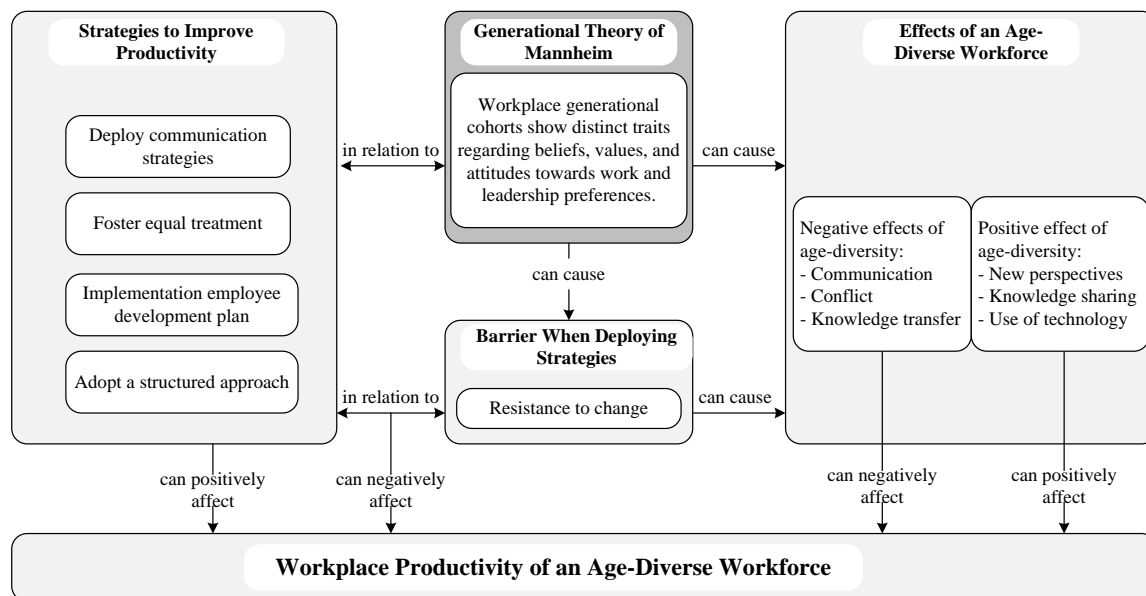 Strategies to Improve
Productivity
Deploy communication
strategies
Foster equal treatment
Implementation employee
development plan
Adopt a structured approach
in relation to
in relation to
Generational Theory of
Mannheim
Workplace generational
cohorts show distinct traits
regarding beliefs, values, and
attitudes towards work and
leadership preferences.
can cause
can cause
Barrier When Deploying
Strategies
Resistance to change
can cause
Effects of an Age-
Diverse Workforce
Negative effects of
age-diversity:
- Communication
- Conflict
- Knowledge transfer
Positive effect of
age-diversity:
- New perspectives
- Knowledge sharing
- Use of technology
can positively
affect
can negatively
affect
can negatively
affect
can positively
affect
Workplace Productivity of an Age-Diverse Workforce